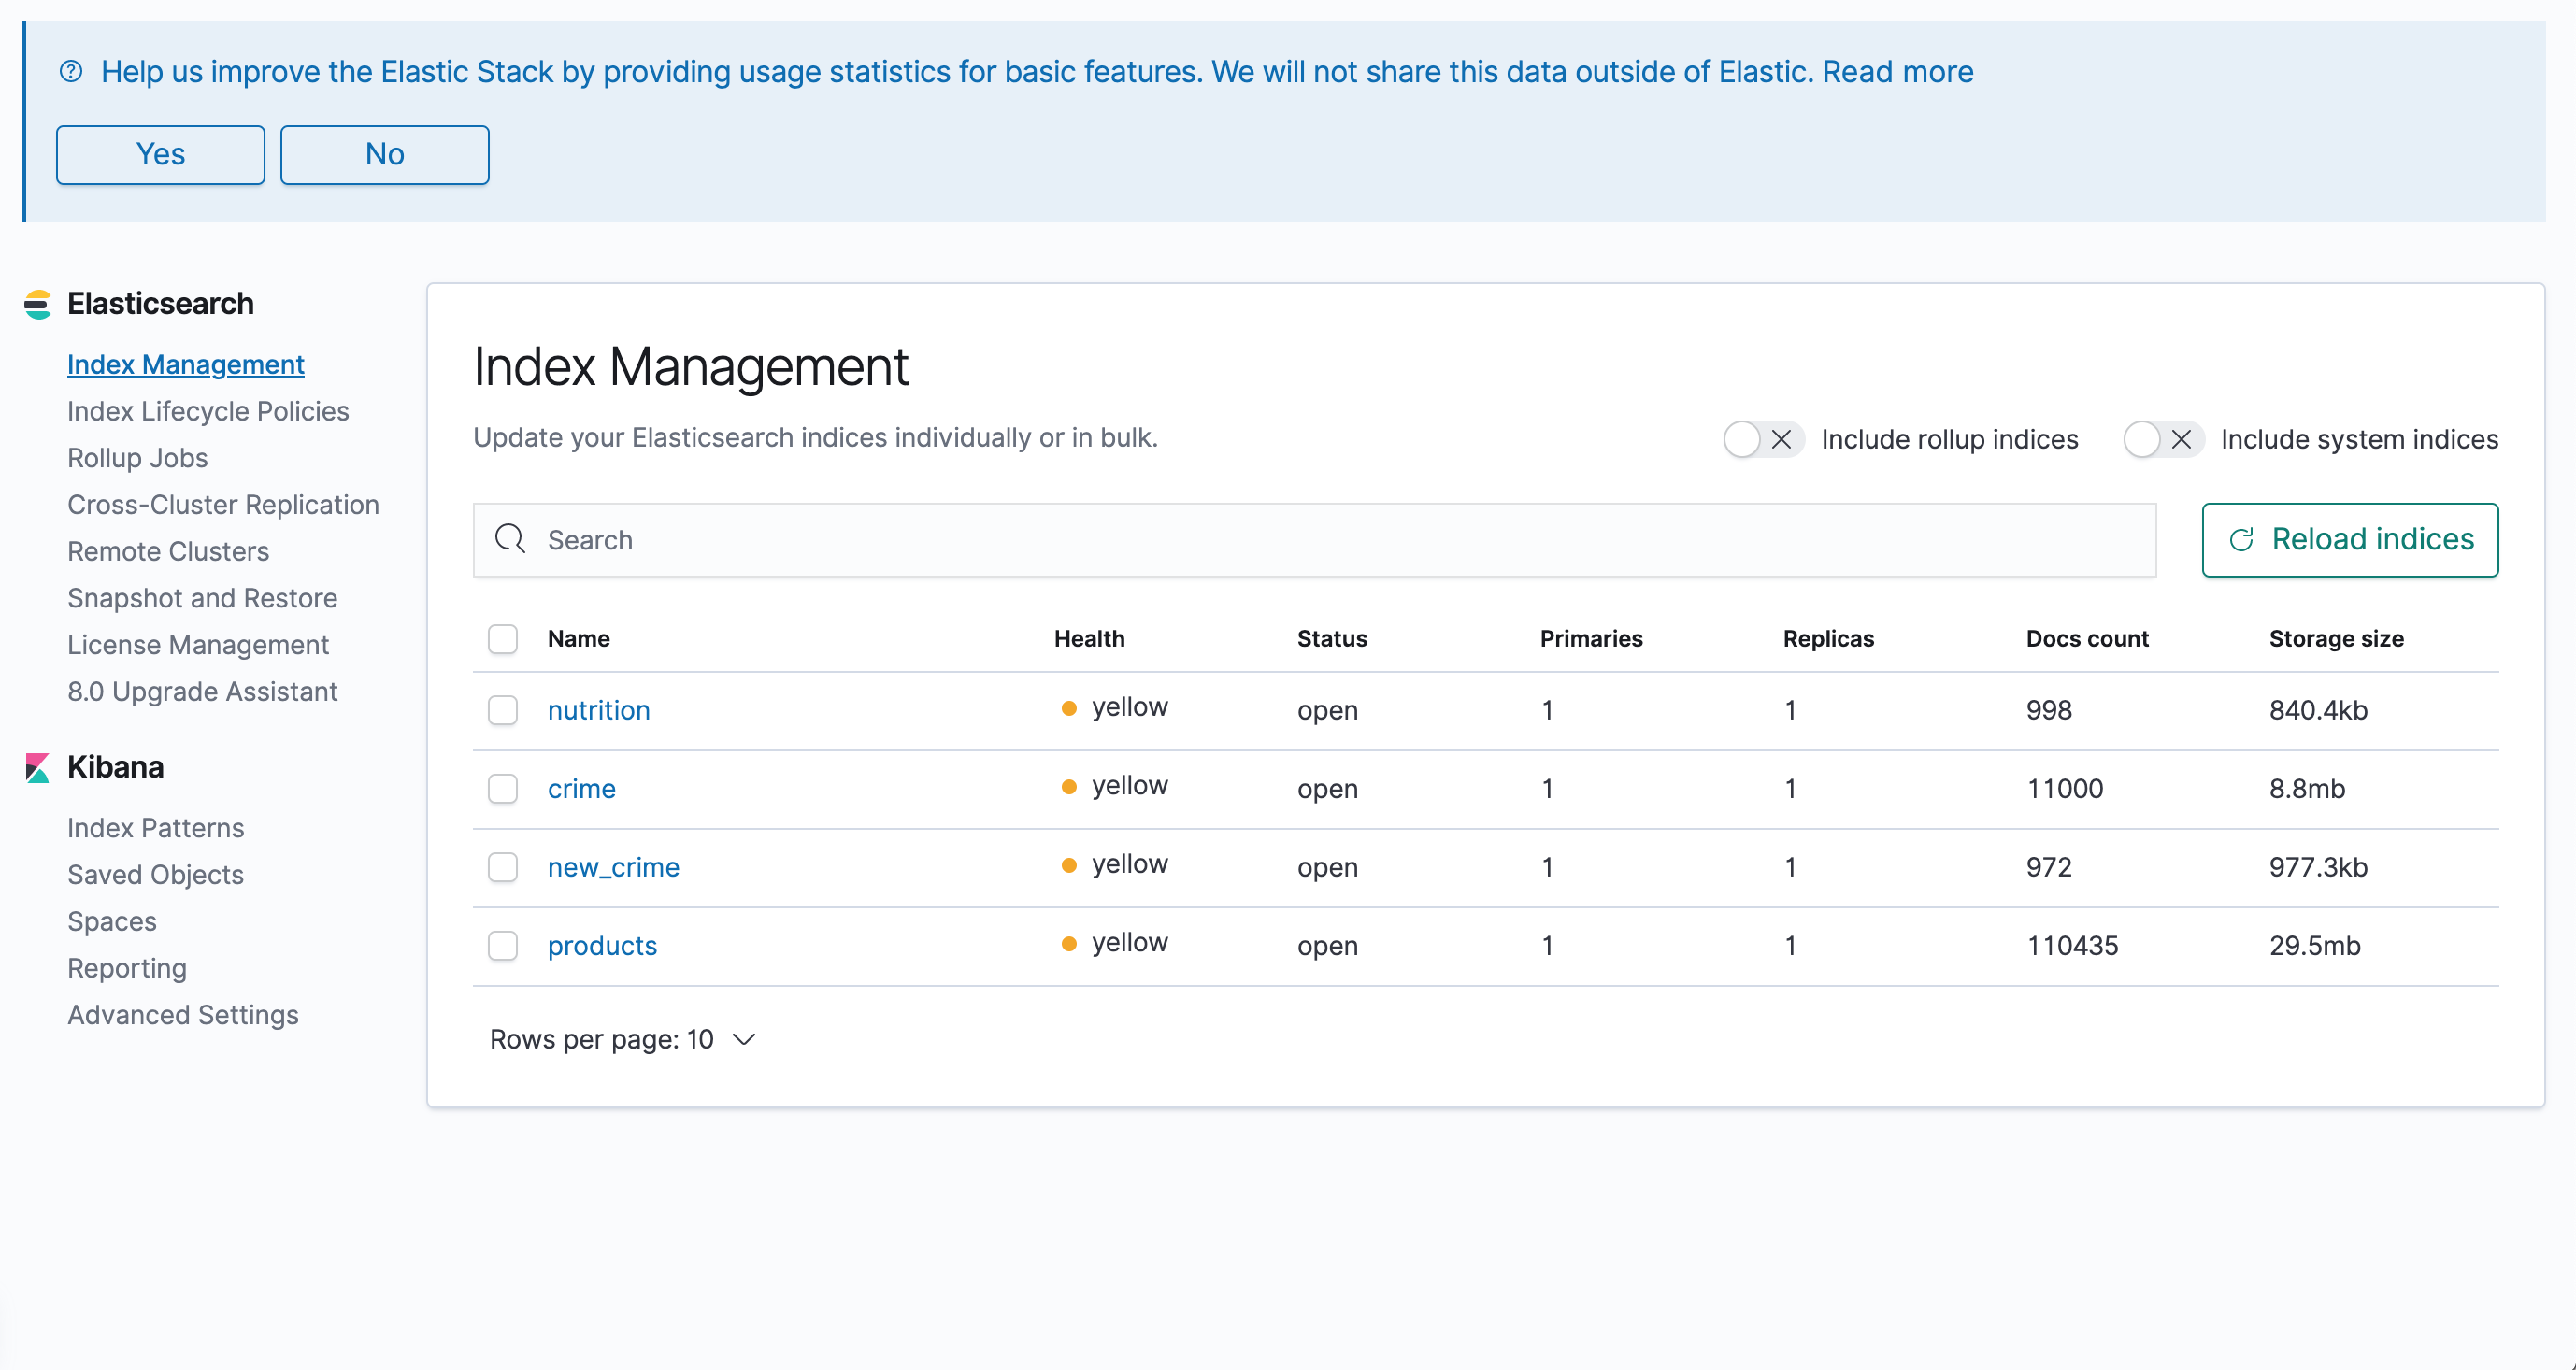 Help us improve the Elastic Stack by providing usage statistics for basic features. We will not share this data outside of Elastic. Read more
Yes No
Elasticsearch
Index Management
Index Lifecycle Policies
Rollup Jobs
Cross-Cluster Replication
Remote Clusters
Snapshot and Restore
License Management
8.0 Upgrade Assistant
Kibana
Index Patterns
Saved Objects
Spaces
Reporting
Advanced Settings
Index Management
Update your Elasticsearch indices individually or in bulk.
Include rollup indices Include system indices
Search Reload indices
Name Health Status Primaries Replicas Docs count Storage size
nutrition yellow open 1 1 998 840.4kb
crime yellow open 1 1 11000 8.8mb
new_crime yellow open 1 1 972 977.3kb
products yellow open 1 1 110435 29.5mb
Rows per page: 10